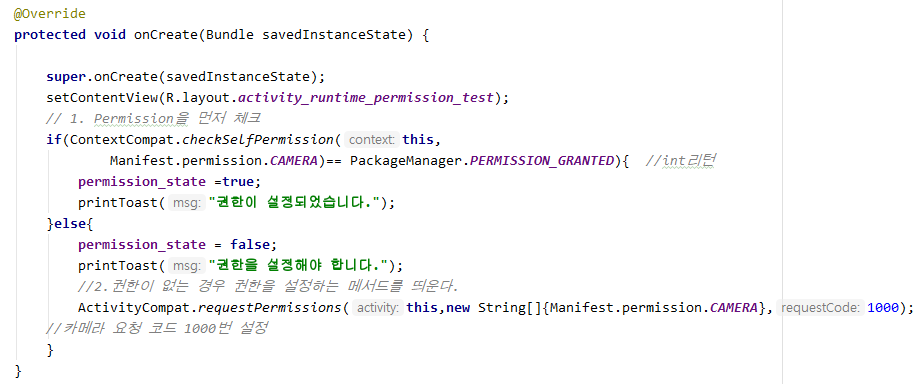 @Override
protected void onCreate(Bundle savedInstanceState) {
super.onCreate(savedInstanceState);
setContentView(R.layout.activity_runtime_permission_test);
// 1. Permission을 먼저 체크
if(ContextCompat.checkSelfPermission( context: this,
Manifest.permission.CAMERA)== PackageManager.PERMISSION_GRANTED){  //int리턴
permission_state =true;
printToast( msg: "권한이 설정되었습니다.");
}else{
permission_state = false;
printToast( msg: "권한을 설정해야 합니다.");
//2.권한이 없는 경우 권한을 설정하는 메서드를 띄운다.
ActivityCompat.requestPermissions( activity: this,new String[]{Manifest.permission.CAMERA}, requestCode: 1000);
//카메라 요청 코드 1000번 설정
}
}